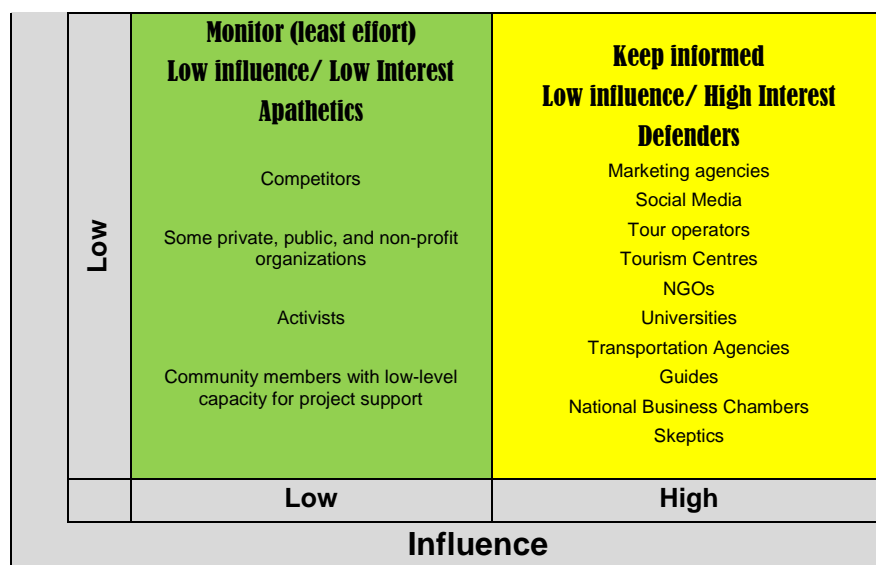 Low
Monitor (least effort)
Low influence/ Low Interest
Apathetics
Competitors
Some private, public, and non-profit
organizations
Activists
Community members with low-level
capacity for project support
Keep informed
Low influence/ High Interest
Defenders
Marketing agencies
Social Media
Tour operators
Tourism Centres
NGOs
Universities
Transportation Agencies
Guides
National Business Chambers
Skeptics
Low
High
Influence